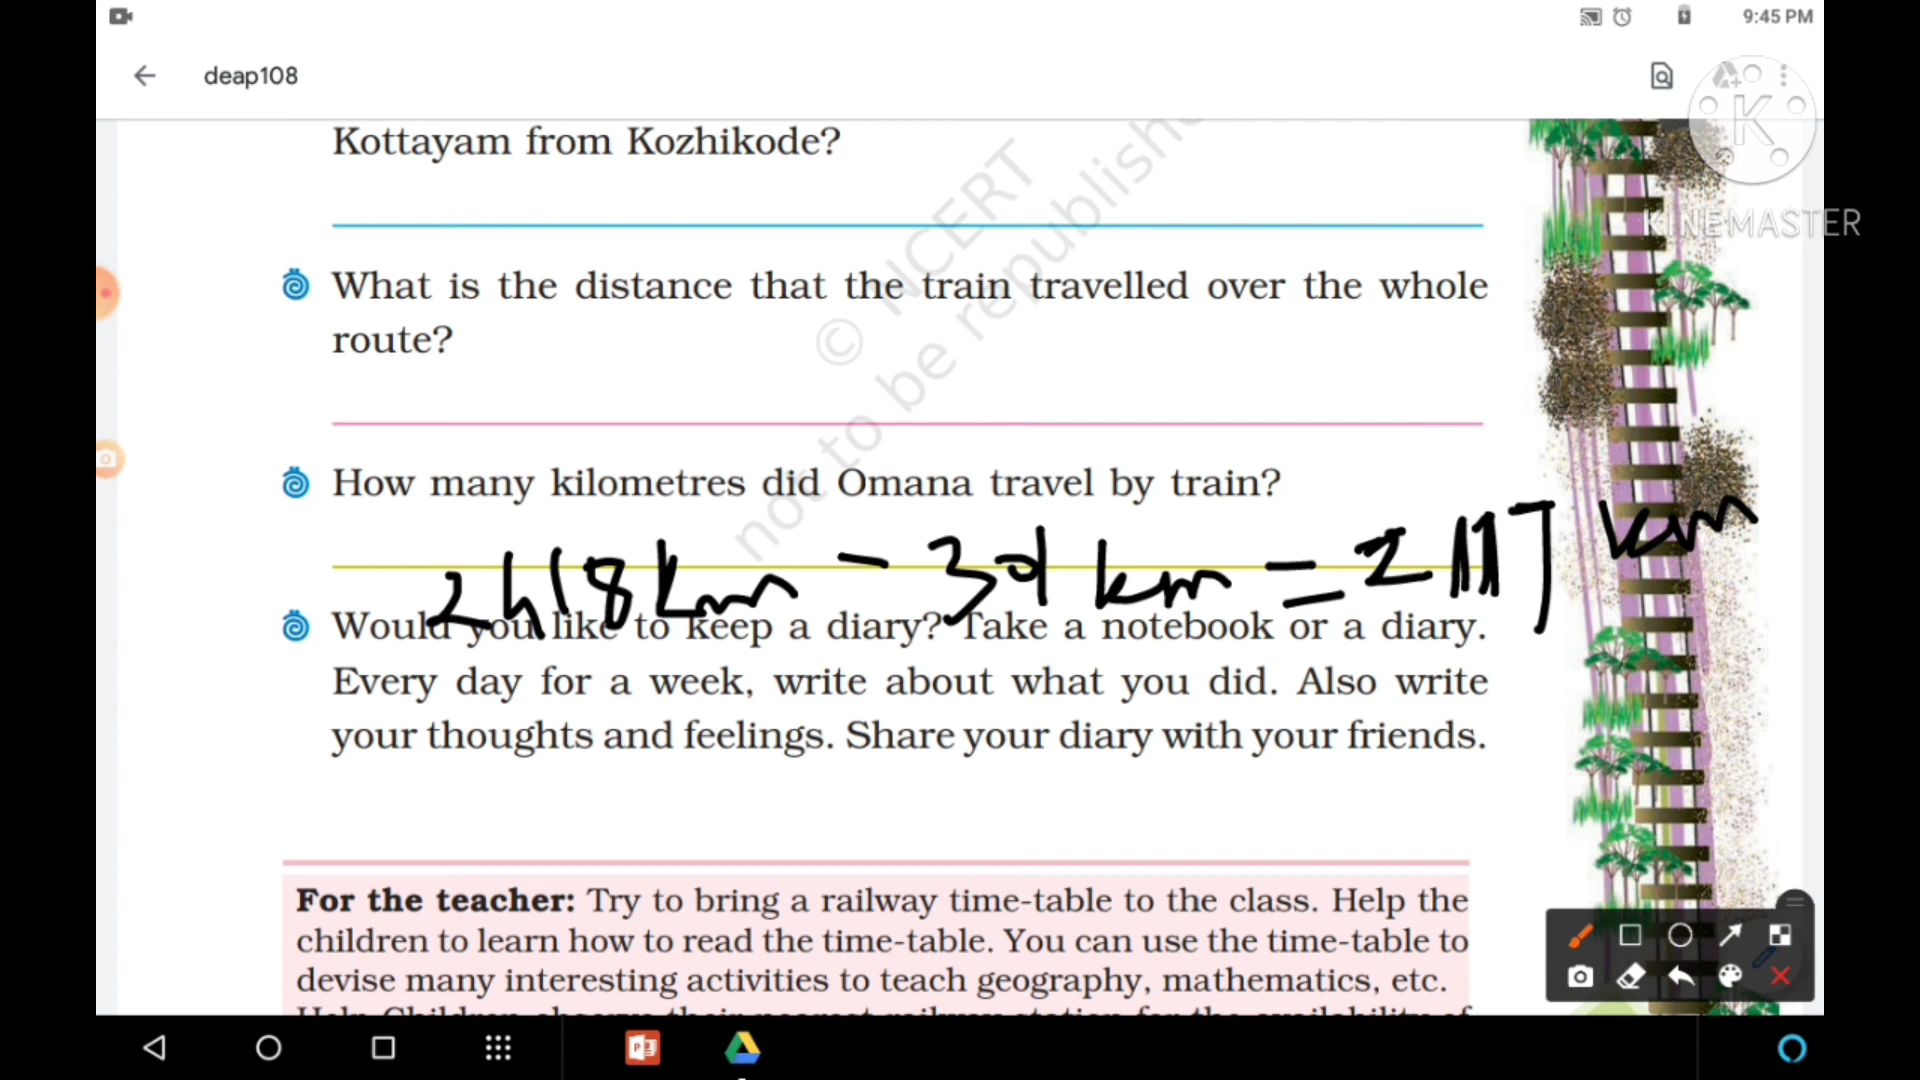 9:45 PM
deap108
Kottayam from Kozhikode?
K
KINEMASTER
What is the distance that the train travelled over the whole
route?
© NCERT
not to be republished
How many kilometres did Omana travel by train?
2418 km - 301 km = 2117 km
Would you like to keep a diary? Take a notebook or a diary.
Every day for a week, write about what you did. Also write
your thoughts and feelings. Share your diary with your friends.
For the teacher: Try to bring a railway time-table to the class. Help the
children to learn how to read the time-table. You can use the time-table to
devise many interesting activities to teach geography, mathematics, etc.